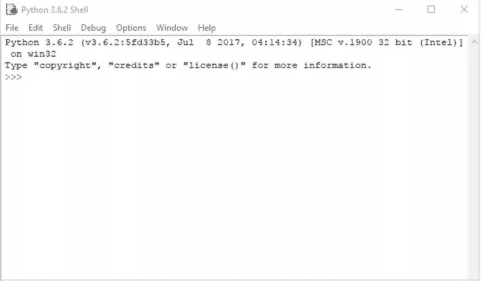 Python 3.6.2 Shell
File Edit Shell Debug Options Window Help
Python 3.6.2 (v3.6.2:5fd33b5, Jul  8 2017, 04:14:34) [MSC v.1900 32 bit (Intel)]
 on win32
Type "copyright", "credits" or "license()" for more information.
>>>